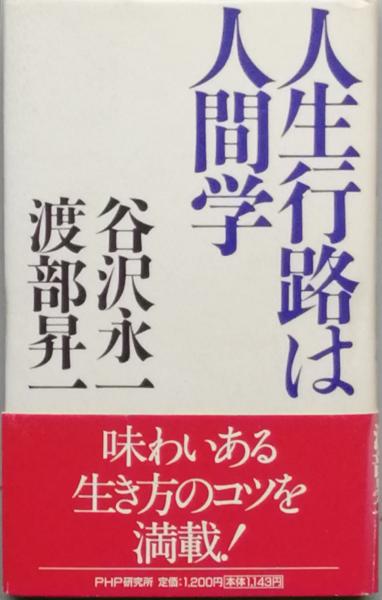 人生行路は
人間学
谷沢永一
渡部昇一
味わいある
生き方のコツを
満載!
PHP研究所 定価:1,200円 本体1,143円